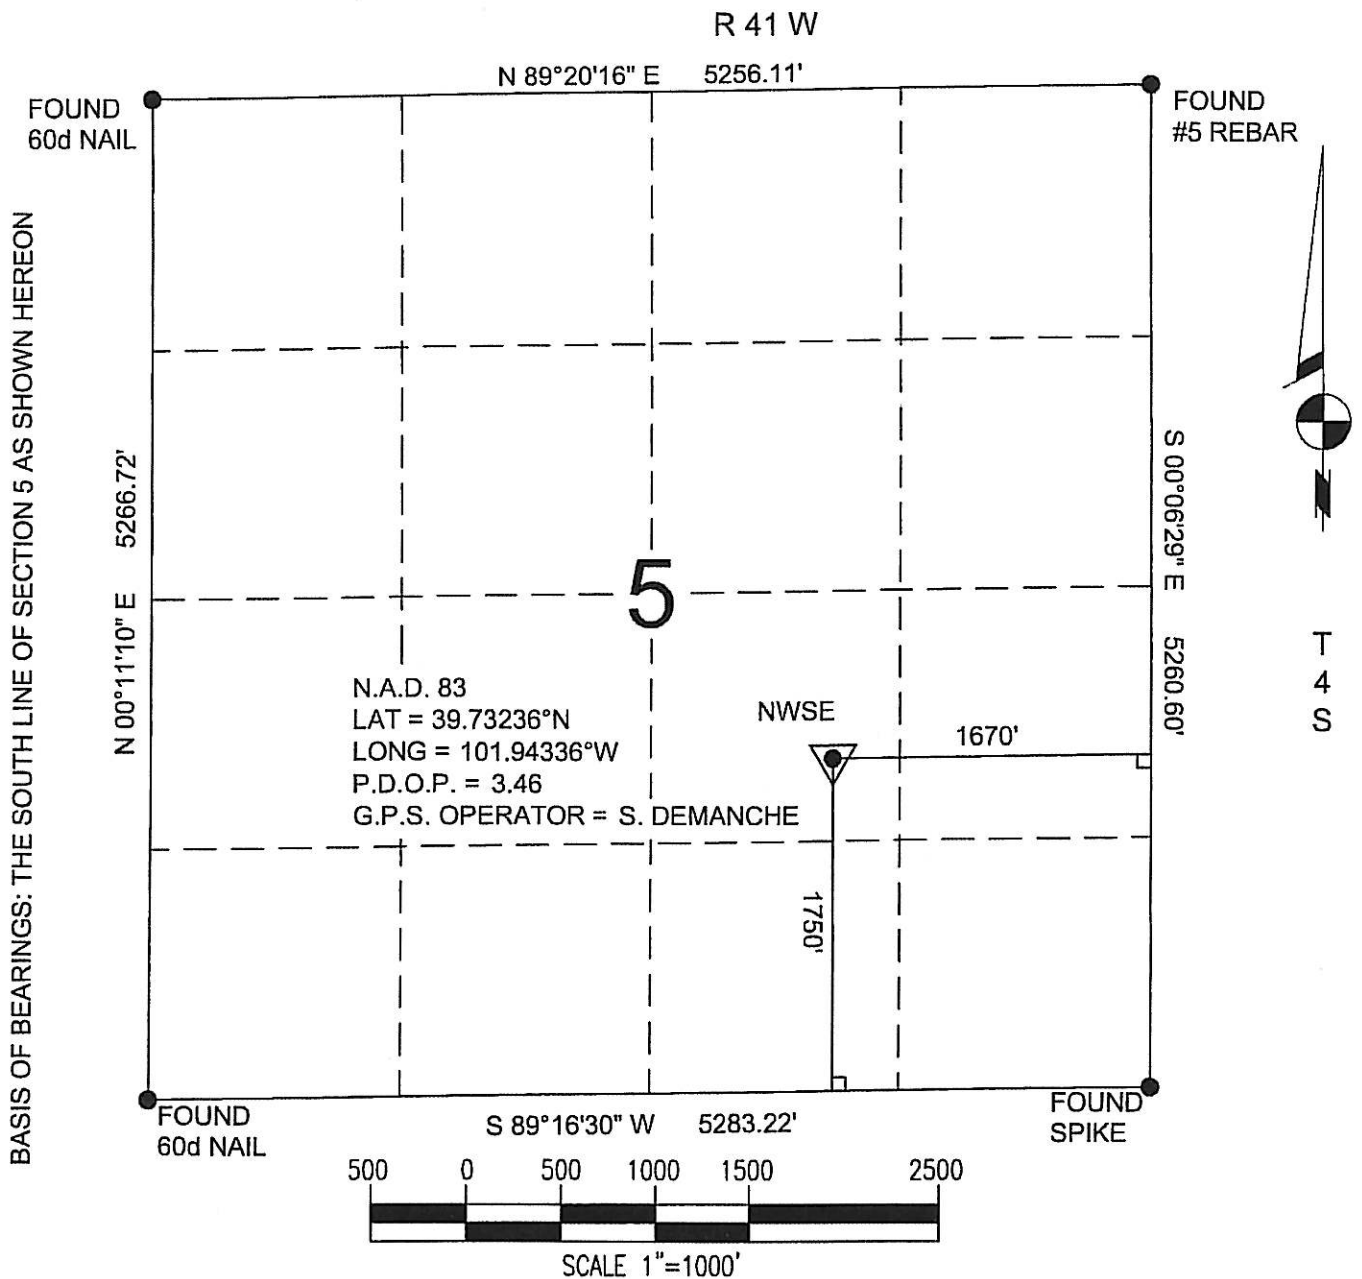 R 41 W
N 89°20'16" E 5256.11'
FOUND
60d NAIL
FOUND
#5 REBAR
BASIS OF BEARINGS: THE SOUTH LINE OF SECTION 5 AS SHOWN HEREON
N 00°11'10" E 5266.72'
S 00°06'29" E 5260.60'
N
T
4
S
5
N.A.D. 83
LAT = 39.73236°N
LONG = 101.94336°W
P.D.O.P. = 3.46
G.P.S. OPERATOR = S. DEMANCHE
NWSE
1670'
1750'
FOUND
60d NAIL
S 89°16'30" W 5283.22'
FOUND
SPIKE
500 0 500 1000 1500 2500
SCALE 1"=1000'